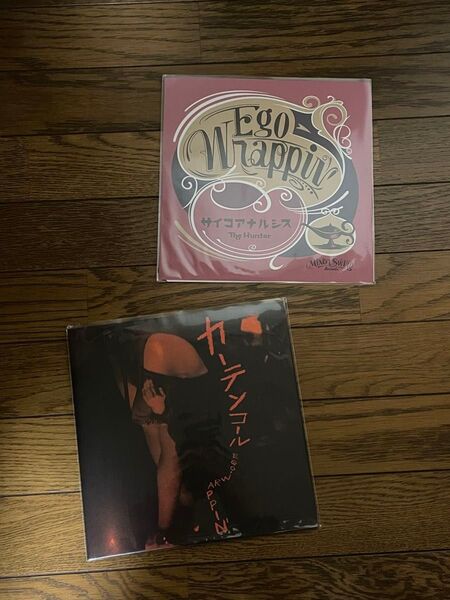 Ego
Wrappin'
サイコアナルシス
The Hunter
カーテンコール
EGO-WRAPPIN'